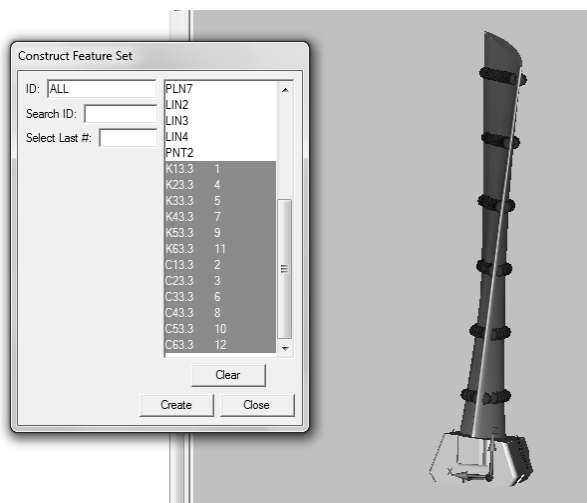 Construct Feature Set
ID: ALL
Search ID:
Select Last #:
PLN7
LIN2
LIN3
LIN4
PNT2
K13.3 1
K23.3 4
K33.3 5
K43.3 7
K53.3 9
K63.3 11
C13.3 2
C23.3 3
C33.3 6
C43.3 8
C53.3 10
C63.3 12
Clear
Create Close
Z
X